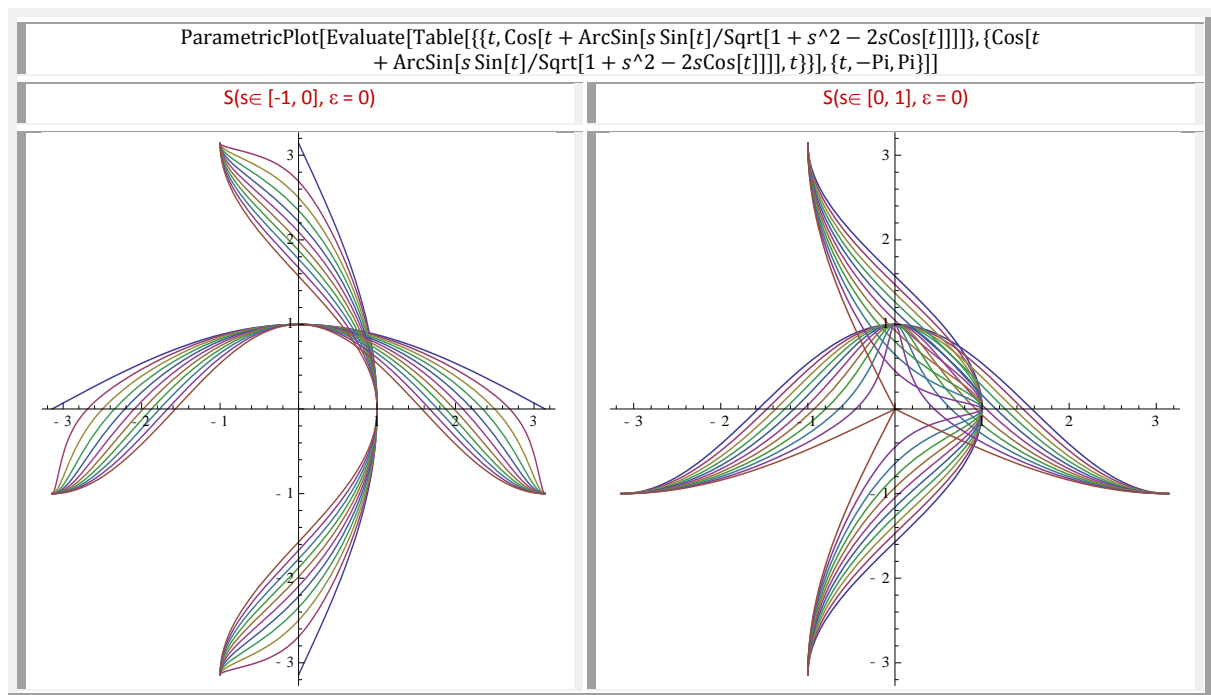 ParametricPlot[Evaluate[Table[{{t, Cos[t + ArcSin[s Sin[t]/Sqrt[1 + s^2 − 2sCos[t]]]]}, {Cos[t
+ ArcSin[s Sin[t]/Sqrt[1 + s^2 − 2sCos[t]]]], t}}], {t, −Pi, Pi}]]
S(s∈ [-1, 0], ε = 0) S(s∈ [0, 1], ε = 0)
3 3
2 2
1 1
- 3 - 2 - 1 1 2 3 - 3 - 2 - 1 1 2 3
- 1 - 1
- 2 - 2
- 3 - 3